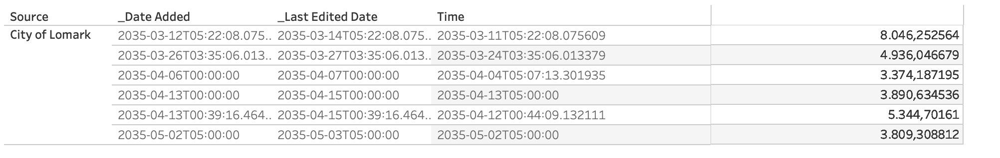 Source _Date Added _Last Edited Date Time
City of Lomark 2035-03-12T05:22:08.075.. 2035-03-14T05:22:08.075.. 2035-03-11T05:22:08.075609 8.046,252564
2035-03-26T03:35:06.013.. 2035-03-27T03:35:06.013.. 2035-03-24T03:35:06.013379 4.936,046679
2035-04-06T00:00:00 2035-04-07T00:00:00 2035-04-04T05:07:13.301935 3.374,187195
2035-04-13T00:00:00 2035-04-15T00:00:00 2035-04-13T05:00:00 3.890,634536
2035-04-13T00:39:16.464.. 2035-04-15T00:39:16.464.. 2035-04-12T00:44:09.132111 5.344,70161
2035-05-02T05:00:00 2035-05-03T05:00:00 2035-05-02T05:00:00 3.809,308812